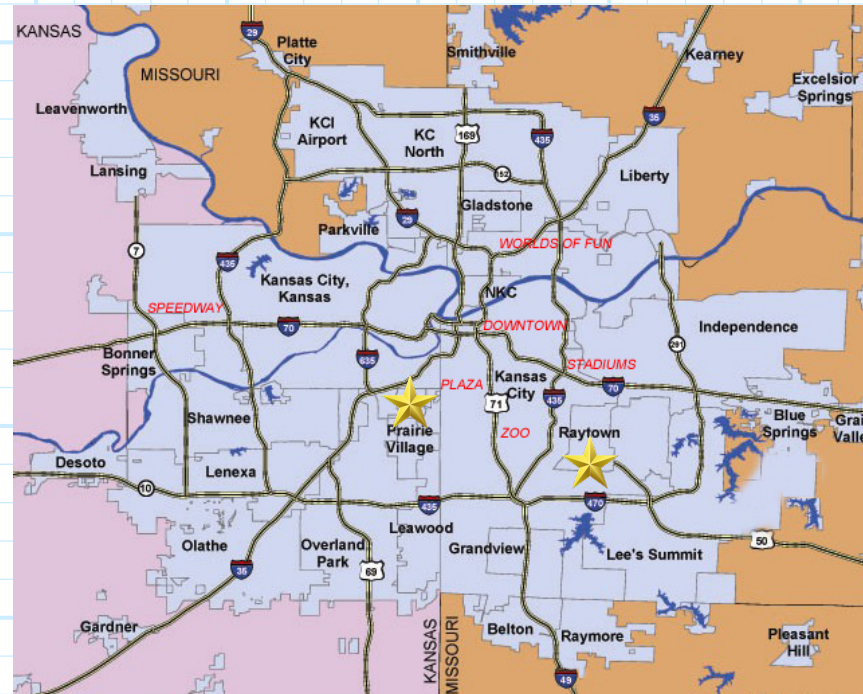 KANSAS
29
Platte
City
Smithville
Kearney
MISSOURI
Excelsior
Springs
Leavenworth
KCI
Airport
KC
North
169
435
35
Lansing
152
Liberty
Gladstone
25
Parkville
WORLDS OF FUN
7
435
Kansas City,
Kansas
NKC
SPEEDWAY
70
DOWNTOWN
Independence
Bonner
Springs
635
STADIUMS
291
PLAZA
Kansas
City
70
71
435
Shawnee
Prairie
Village
ZOO
Raytown
Blue
Springs
Grai
Valle
Desoto
Lenexa
10
435
470
Leawood
Olathe
Overland
Park
Grandview
Lee's Summit
50
35
69
Gardner
Belton
Raymore
Pleasant
Hill
KANSAS
MISSOURI
49